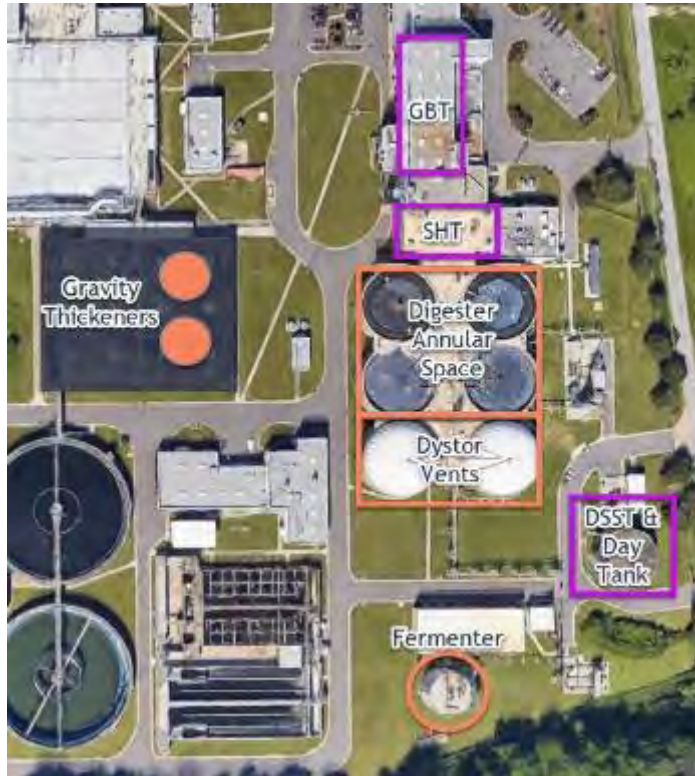 GBT
SHT
Gravity
Thickeners
Digester
Annular
Space
Dystor
Vents
DSST &
Day
Tank
Fermenter